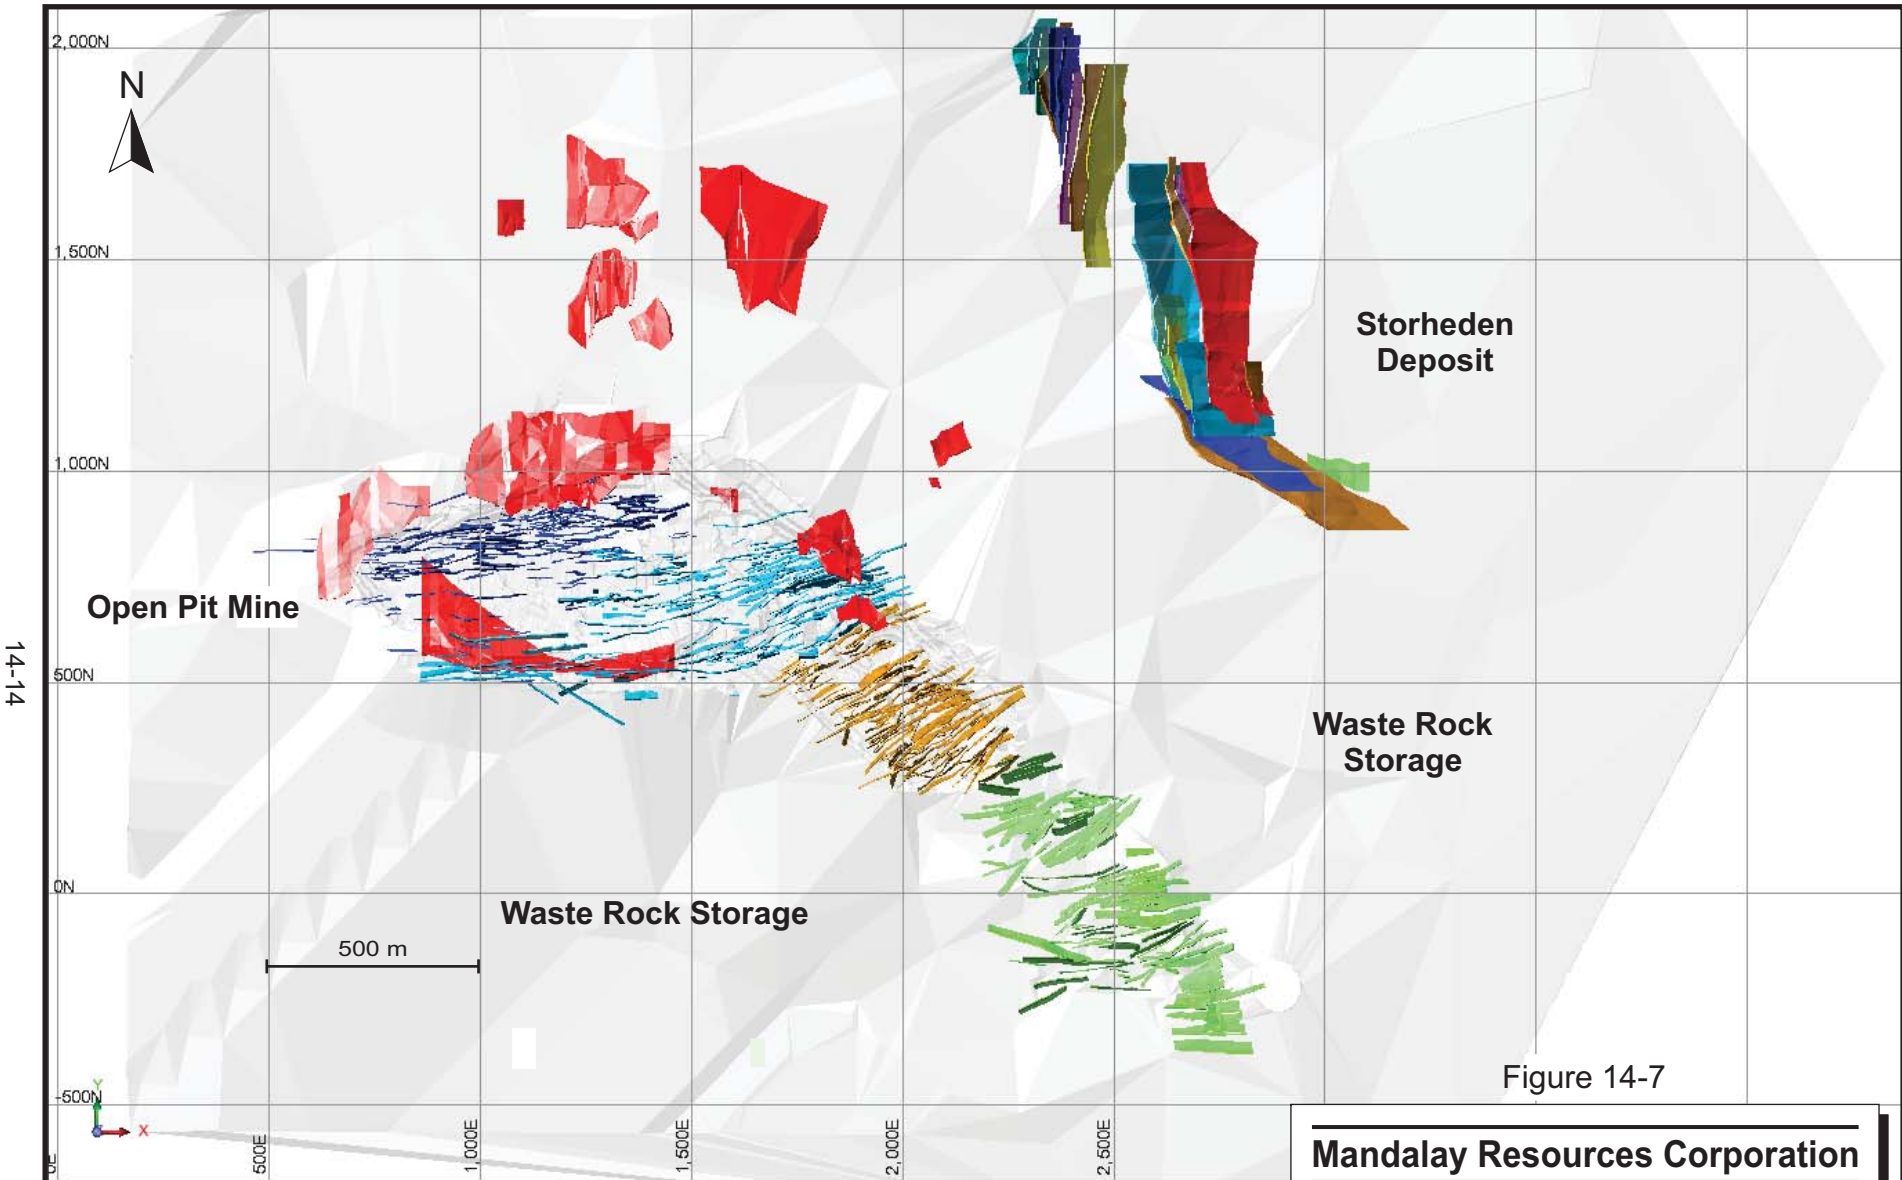 2,000N
N
1,500N
Storheden
Deposit
1,000N
Open Pit Mine
14-14
500N
Waste Rock
Storage
0N
Waste Rock Storage
500 m
Figure 14-7
Y
-500N
X
0E
500E
1,000E
1,500E
2,000E
2,500E
Mandalay Resources Corporation